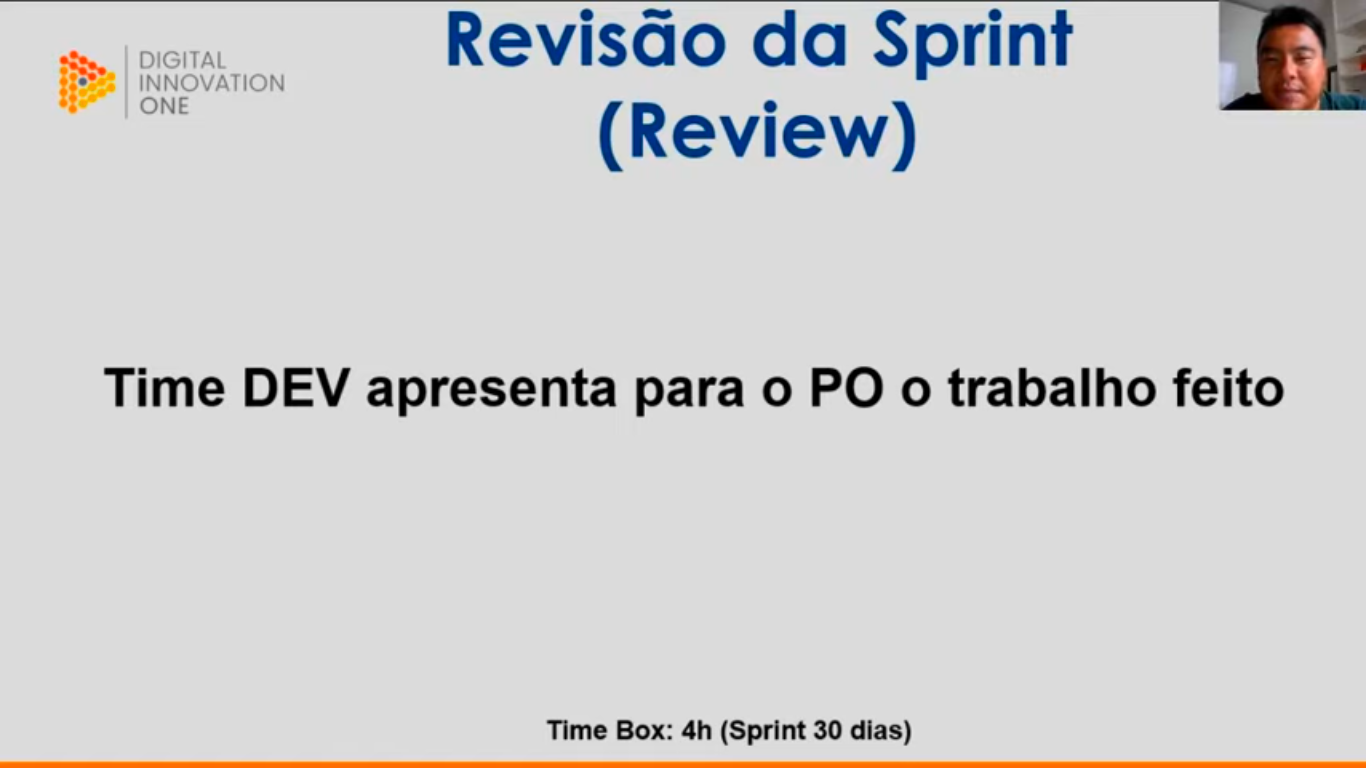 DIGITAL
INNOVATION
ONE
Revisão da Sprint
(Review)
Time DEV apresenta para o PO o trabalho feito
Time Box: 4h (Sprint 30 dias)